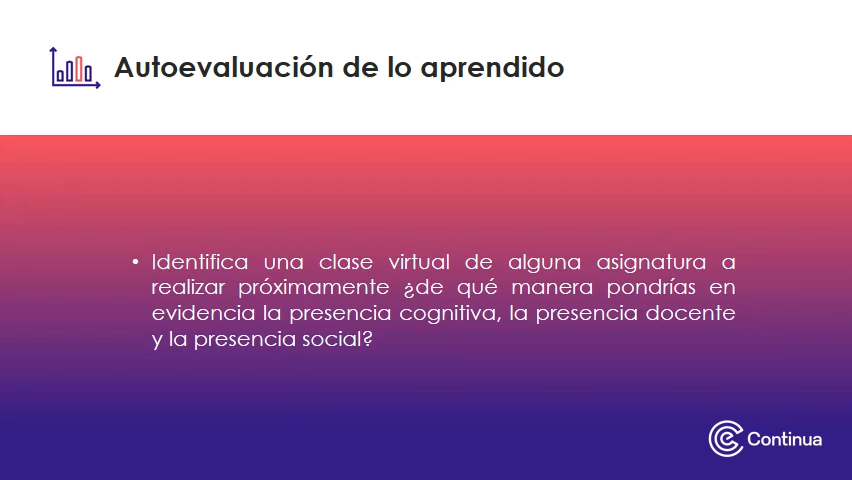 Autoevaluación de lo aprendido
• Identifica una clase virtual de alguna asignatura a
realizar próximamente ¿de qué manera pondrías en
evidencia la presencia cognitiva, la presencia docente
y la presencia social?
Continua